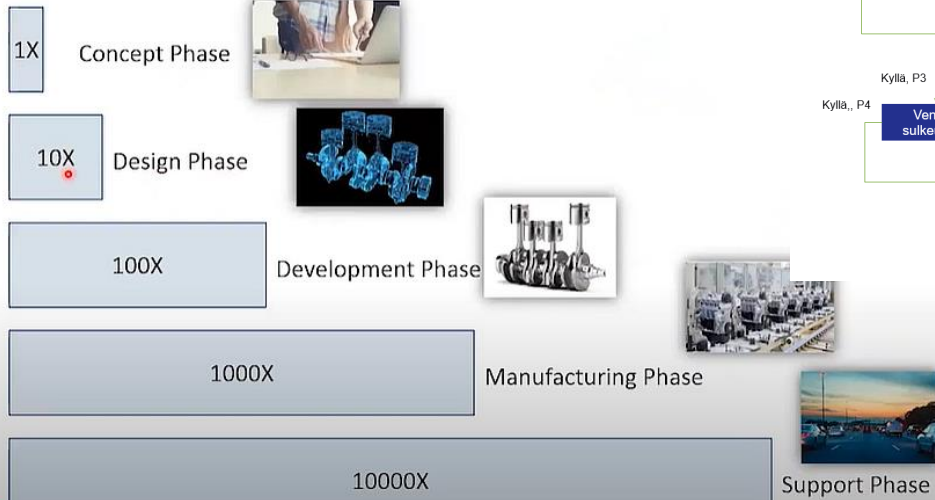 1X
Concept Phase
10X
Design Phase
100X
Development Phase
1000X
Manufacturing Phase
10000X
Support Phase
Kyllä, P3
Kyllä,, P4